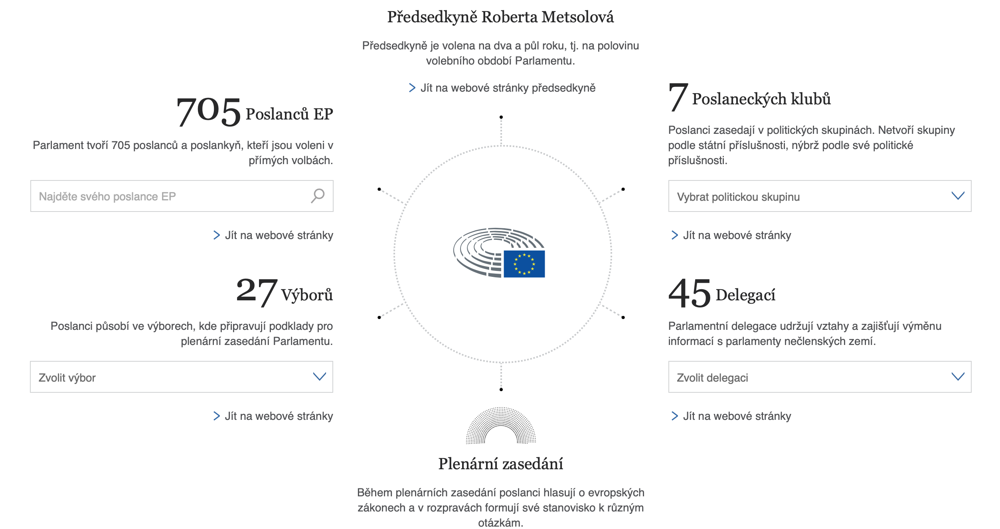 Předsedkyně Roberta Metsolová
Předsedkyně je volena na dva a půl roku, tj. na polovinu
volebního období Parlamentu.
Jít na webové stránky předsedkyně
705 Poslanců EP
Parlament tvoří 705 poslanců a poslankyň, kteří jsou voleni v
přímých volbách.
Najděte svého poslance EP
Jít na webové stránky
7 Poslaneckých klubů
Poslanci zasedají v politických skupinách. Netvoří skupiny
podle státní příslušnosti, nýbrž podle své politické
příslušnosti.
Vybrat politickou skupinu
Jít na webové stránky
27 Výborů
Poslanci působí ve výborech, kde připravují podklady pro
plenární zasedání Parlamentu.
Zvolit výbor
Jít na webové stránky
45 Delegací
Parlamentní delegace udržují vztahy a zajišťují výměnu
informací s parlamenty nečlenských zemí.
Zvolit delegaci
Jít na webové stránky
Plenární zasedání
Během plenárních zasedání poslanci hlasují o evropských
zákonech a v rozpravách formují své stanovisko k různým
otázkám.